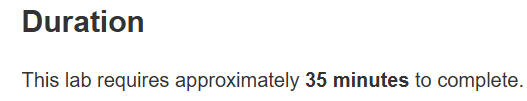 Duration
This lab requires approximately 35 minutes to complete.